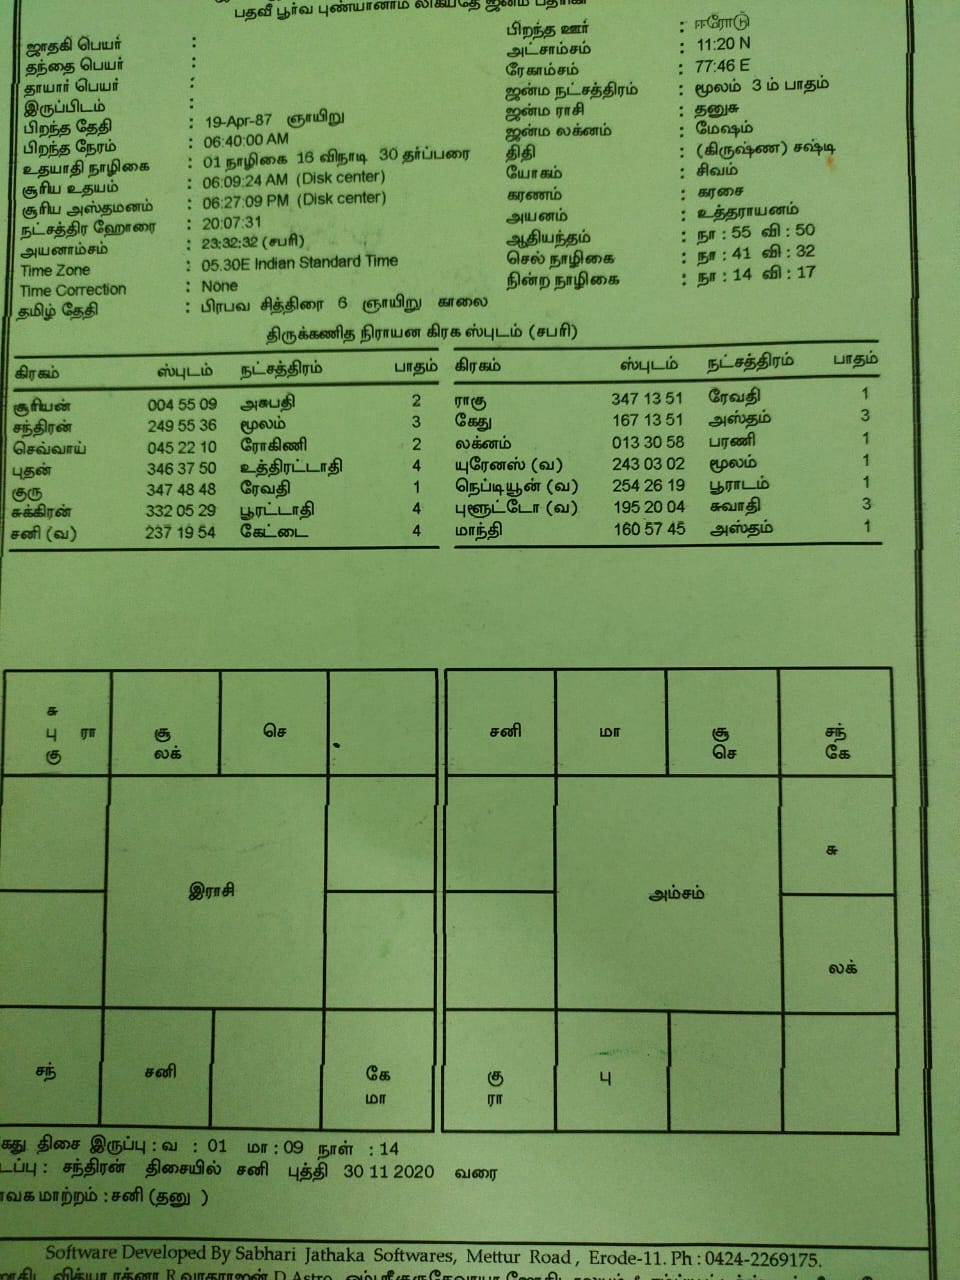 பதவீ பூர்வ புண்யானாம் லிக்யதே ஜனம பதரிகா
ஜாதகி பெயர் :
தந்தை பெயர் :
தாயார் பெயர் :
இருப்பிடம் :
பிறந்த தேதி : 19-Apr-87 ஞாயிறு
பிறந்த நேரம் : 06:40:00 AM
உதயாதி நாழிகை : 01 நாழிகை 16 விநாடி 30 தர்ப்பரை
சூரிய உதயம் : 06:09:24 AM (Disk center)
சூரிய அஸ்தமனம் : 06:27:09 PM (Disk center)
நட்சத்திர ஹோரை : 20:07:31
அயனாம்சம் : 23:32:32 (சபரி)
Time Zone : 05.30E Indian Standard Time
Time Correction : None
தமிழ் தேதி : பிரபவ சித்திரை 6 ஞாயிறு காலை
பிறந்த ஊர் : ஈரோடு
அட்சாம்சம் : 11:20 N
ரேகாம்சம் : 77:46 E
ஜன்ம நட்சத்திரம் : மூலம் 3 ம் பாதம்
ஜன்ம ராசி : தனுசு
ஜன்ம லக்னம் : மேஷம்
திதி : (கிருஷ்ண) சஷ்டி
யோகம் : சிவம்
கரணம் : கரசை
அயனம் : உத்தராயனம்
ஆதியந்தம் : நா : 55 வி : 50
செல் நாழிகை : நா : 41 வி : 32
நின்ற நாழிகை : நா : 14 வி : 17
திருக்கணித நிராயன கிரக ஸ்புடம் (சபரி)
கிரகம் ஸ்புடம் நட்சத்திரம் பாதம்
சூரியன் 004 55 09 அசுபதி 2
சந்திரன் 249 55 36 மூலம் 3
செவ்வாய் 045 22 10 ரோகிணி 2
புதன் 346 37 50 உத்திரட்டாதி 4
குரு 347 48 48 ரேவதி 1
சுக்கிரன் 332 05 29 பூரட்டாதி 4
சனி (வ) 237 19 54 கேட்டை 4
கிரகம் ஸ்புடம் நட்சத்திரம் பாதம்
ராகு 347 13 51 ரேவதி 1
கேது 167 13 51 அஸ்தம் 3
லக்னம் 013 30 58 பரணி 1
யுரேனஸ் (வ) 243 03 02 மூலம் 1
நெப்டியூன் (வ) 254 26 19 பூராடம் 1
புளூட்டோ (வ) 195 20 04 சுவாதி 3
மாந்தி 160 57 45 அஸ்தம் 1
சு
பு ரா
கு
சூ
லக்
செ
இராசி
சந்
சனி
கே
மா
சனி
மா
சூ
செ
சந்
கே
சு
அம்சம்
லக்
கு
ரா
பு
கேது திசை இருப்பு : வ : 01 மா : 09 நாள் : 14
டப்பு : சந்திரன் திசையில் சனி புத்தி 30 11 2020 வரை
ாவக மாற்றம் : சனி (தனு )
Software Developed By Sabhari Jathaka Softwares, Mettur Road , Erode-11. Ph : 0424-2269175.